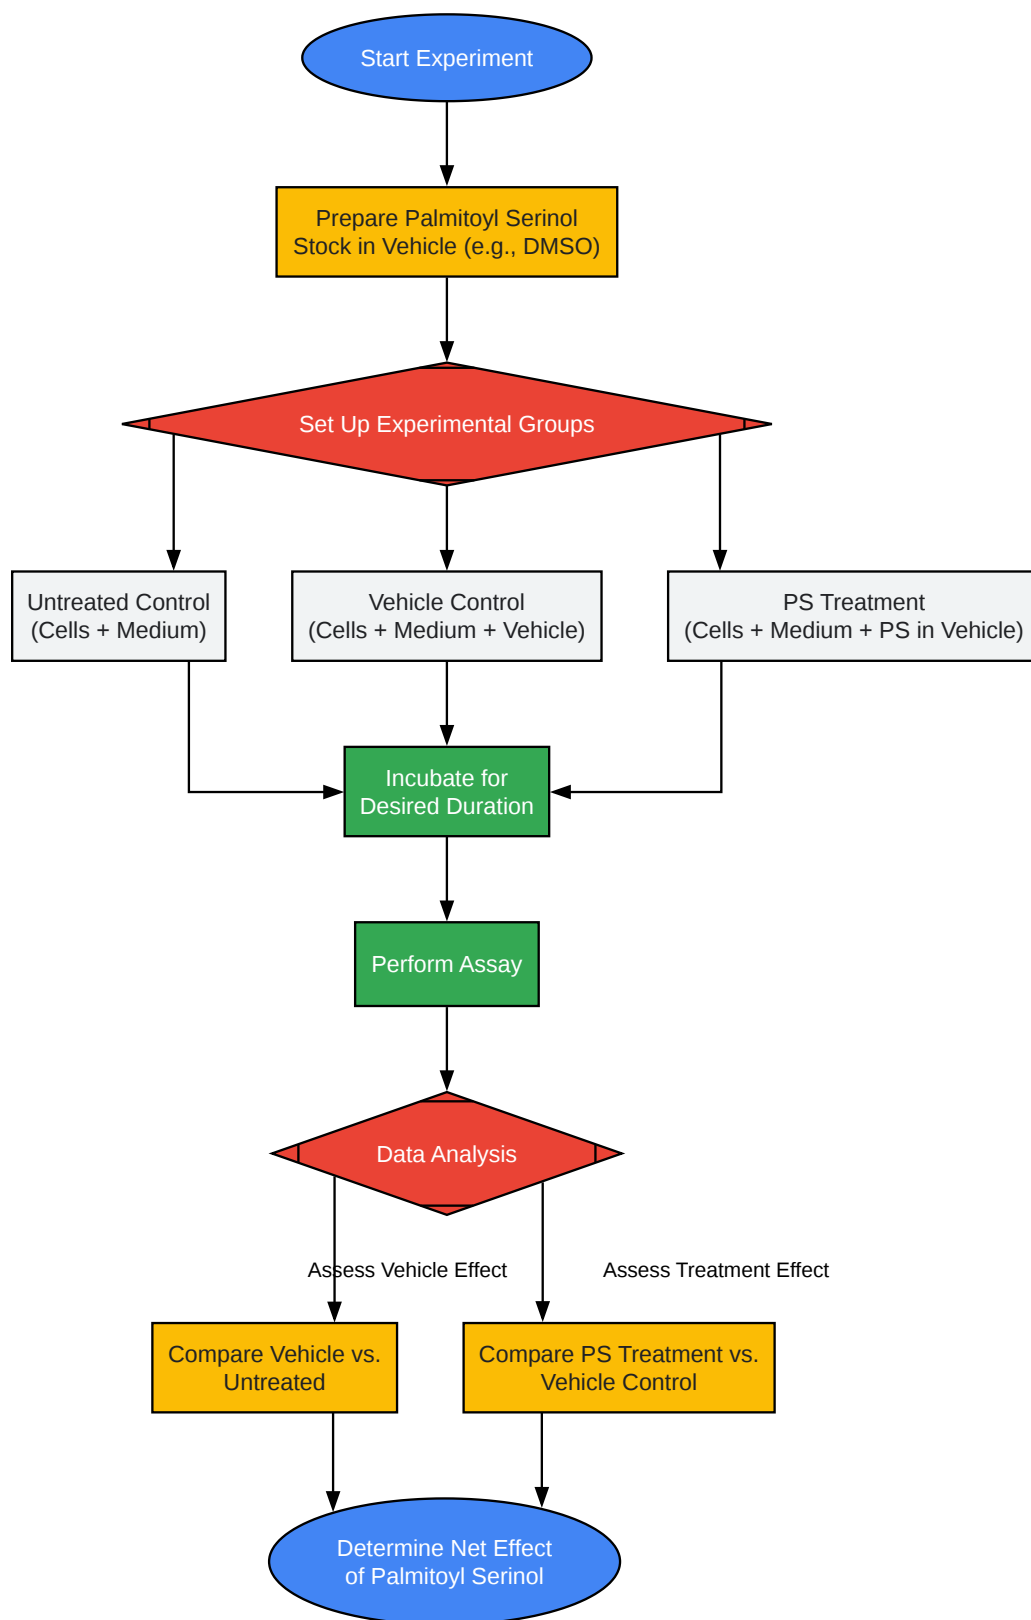 Start Experiment
Prepare Palmitoyl Serinol
Stock in Vehicle (e.g., DMSO)
Set Up Experimental Groups
Untreated Control
(Cells + Medium)
Vehicle Control
(Cells + Medium + Vehicle)
PS Treatment
(Cells + Medium + PS in Vehicle)
Incubate for
Desired Duration
Perform Assay
Data Analysis
Assess Vehicle Effect
Assess Treatment Effect
Compare Vehicle vs.
Untreated
Compare PS Treatment vs.
Vehicle Control
Determine Net Effect
of Palmitoyl Serinol